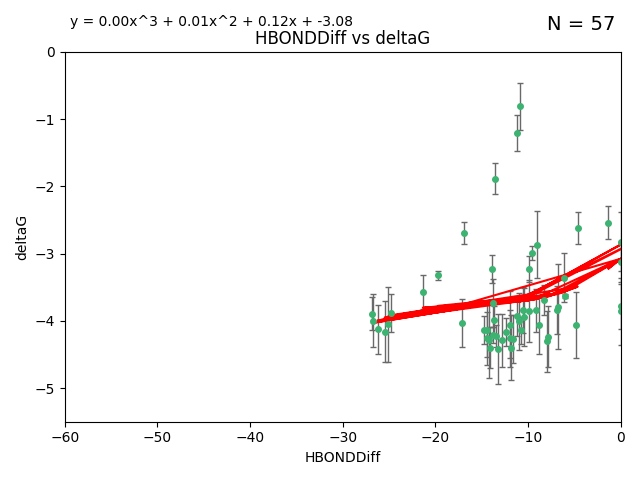 y = 0.00x^3 + 0.01x^2 + 0.12x + -3.08
N = 57
HBONDDiff vs deltaG
0
−1
−2
−3
−4
−5
deltaG
−60
−50
−40
−30
−20
−10
0
HBONDDiff